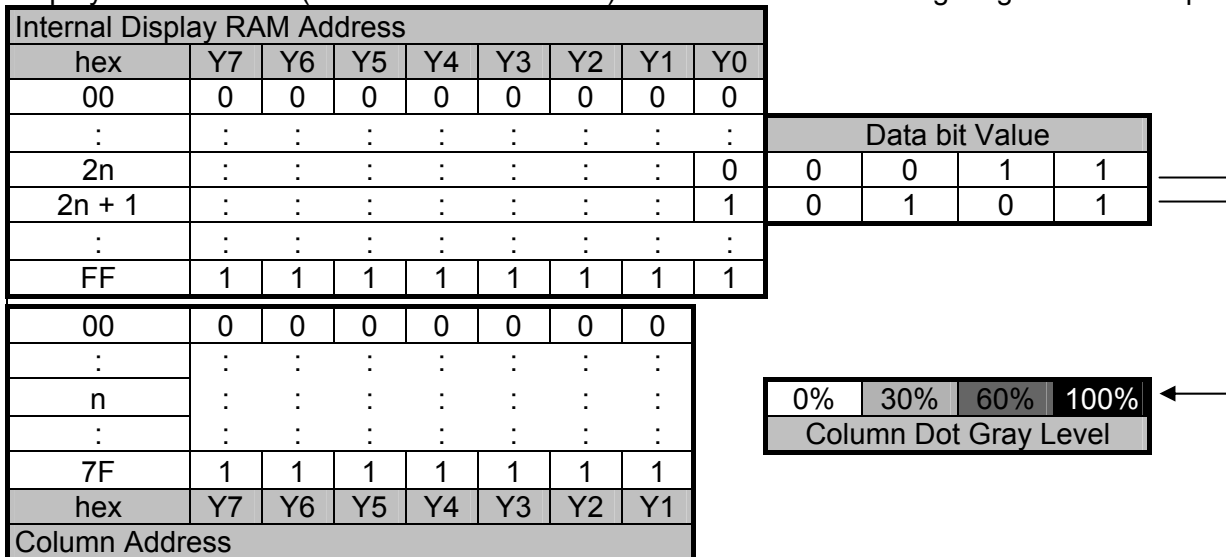 Internal Display RAM Address
hex Y7 Y6 Y5 Y4 Y3 Y2 Y1 Y0
00 0 0 0 0 0 0 0 0
: : : : : : : : : Data bit Value
2n : : : : : : : 0 0 0 1 1
2n + 1 : : : : : : : 1 0 1 0 1
: : : : : : : : :
FF 1 1 1 1 1 1 1 1
00 0 0 0 0 0 0 0
: : : : : : : :
n : : : : : : : 0% 30% 60% 100%
: : : : : : : : Column Dot Gray Level
7F 1 1 1 1 1 1 1
hex Y7 Y6 Y5 Y4 Y3 Y2 Y1
Column Address